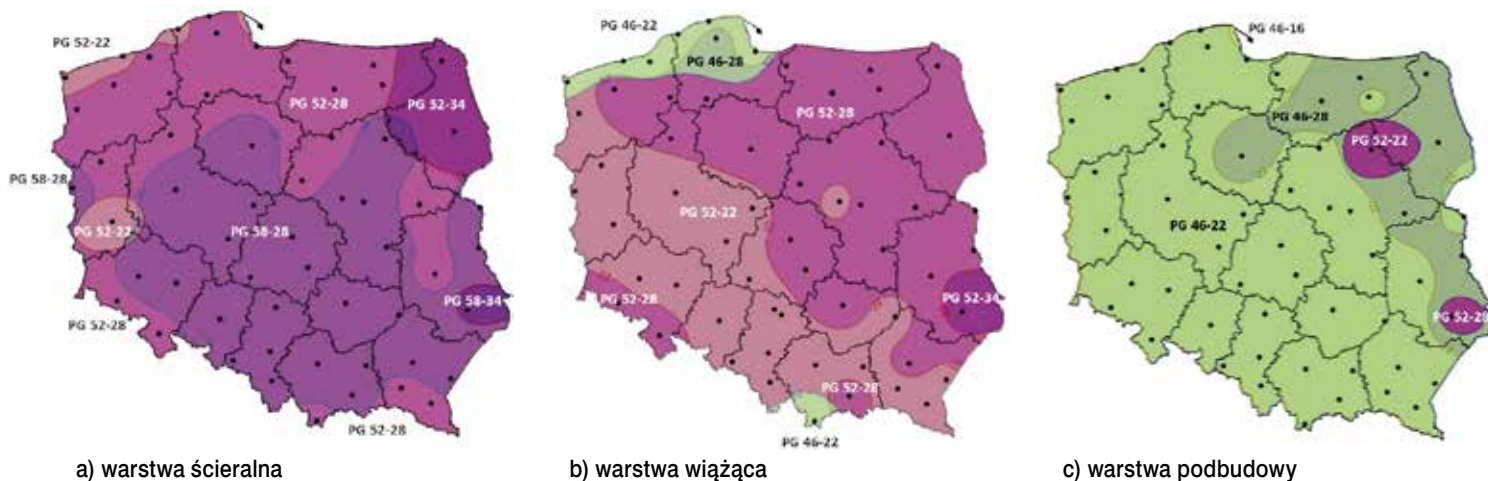 PG 52-22
PG 52-28
PG 52-34
PG 58-28
PG 52-22
PG 58-28
PG 58-34
PG 52-28
PG 52-28
a) warstwa ścieralna
PG 46-22
PG 46-28
PG 52-28
PG 52-22
PG 52-28
PG 52-34
PG 52-28
PG 46-22
b) warstwa wiążąca
PG 46-16
PG 46-28
PG 52-22
PG 46-22
PG 52-28
c) warstwa podbudowy